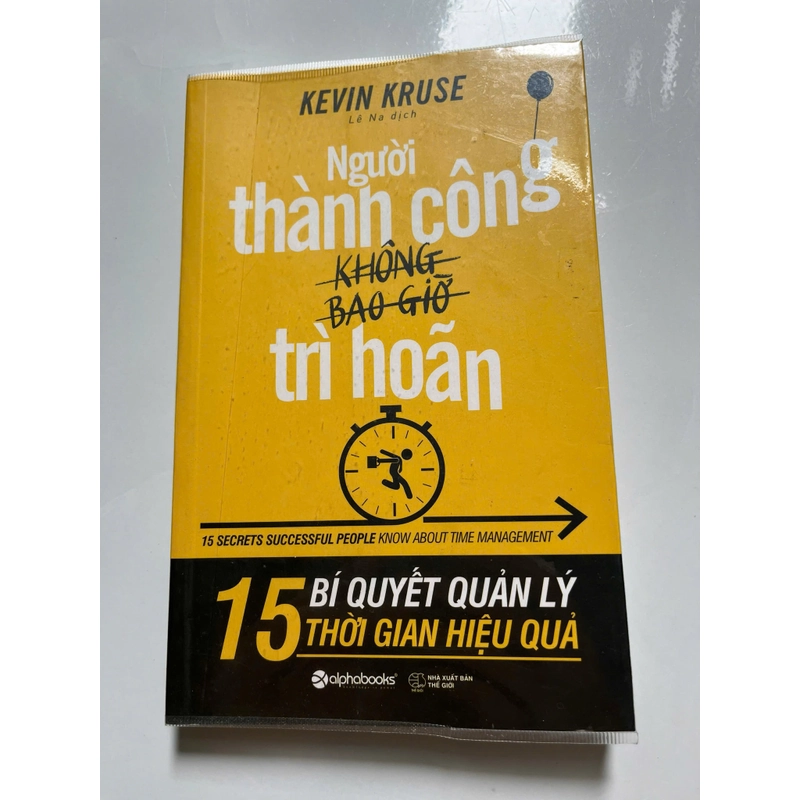 KEVIN KRUSE
Lê Na dịch
Người
thành công
KHÔNG
BAO GIỜ
trì hoãn
15 SECRETS SUCCESSFUL PEOPLE KNOW ABOUT TIME MANAGEMENT
15 BÍ QUYẾT QUẢN LÝ
THỜI GIAN HIỆU QUẢ
alphabooks
NHÀ XUẤT BẢN
THẾ GIỚI